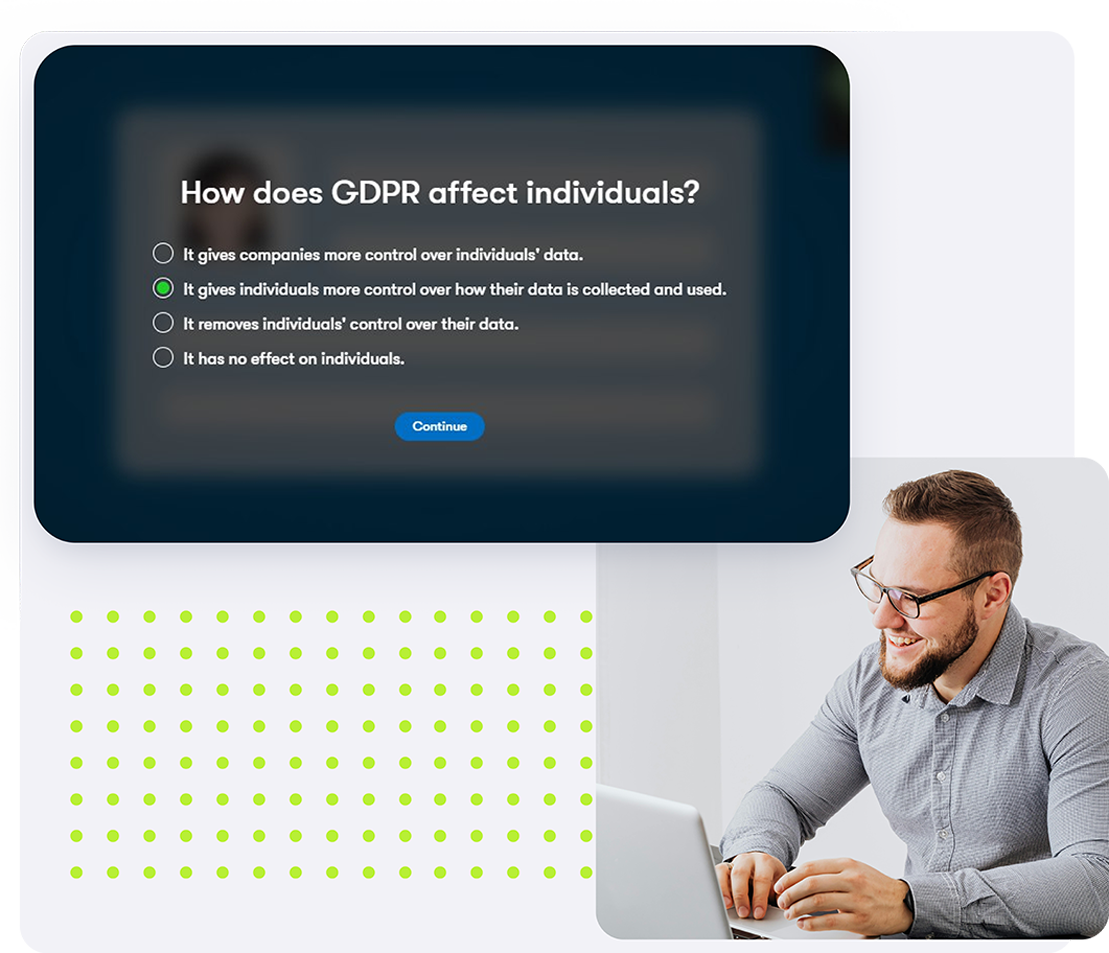 How does GDPR affect individuals?
It gives companies more control over individuals' data.
It gives individuals more control over how their data is collected and used.
It removes individuals' control over their data.
It has no effect on individuals.
Continue